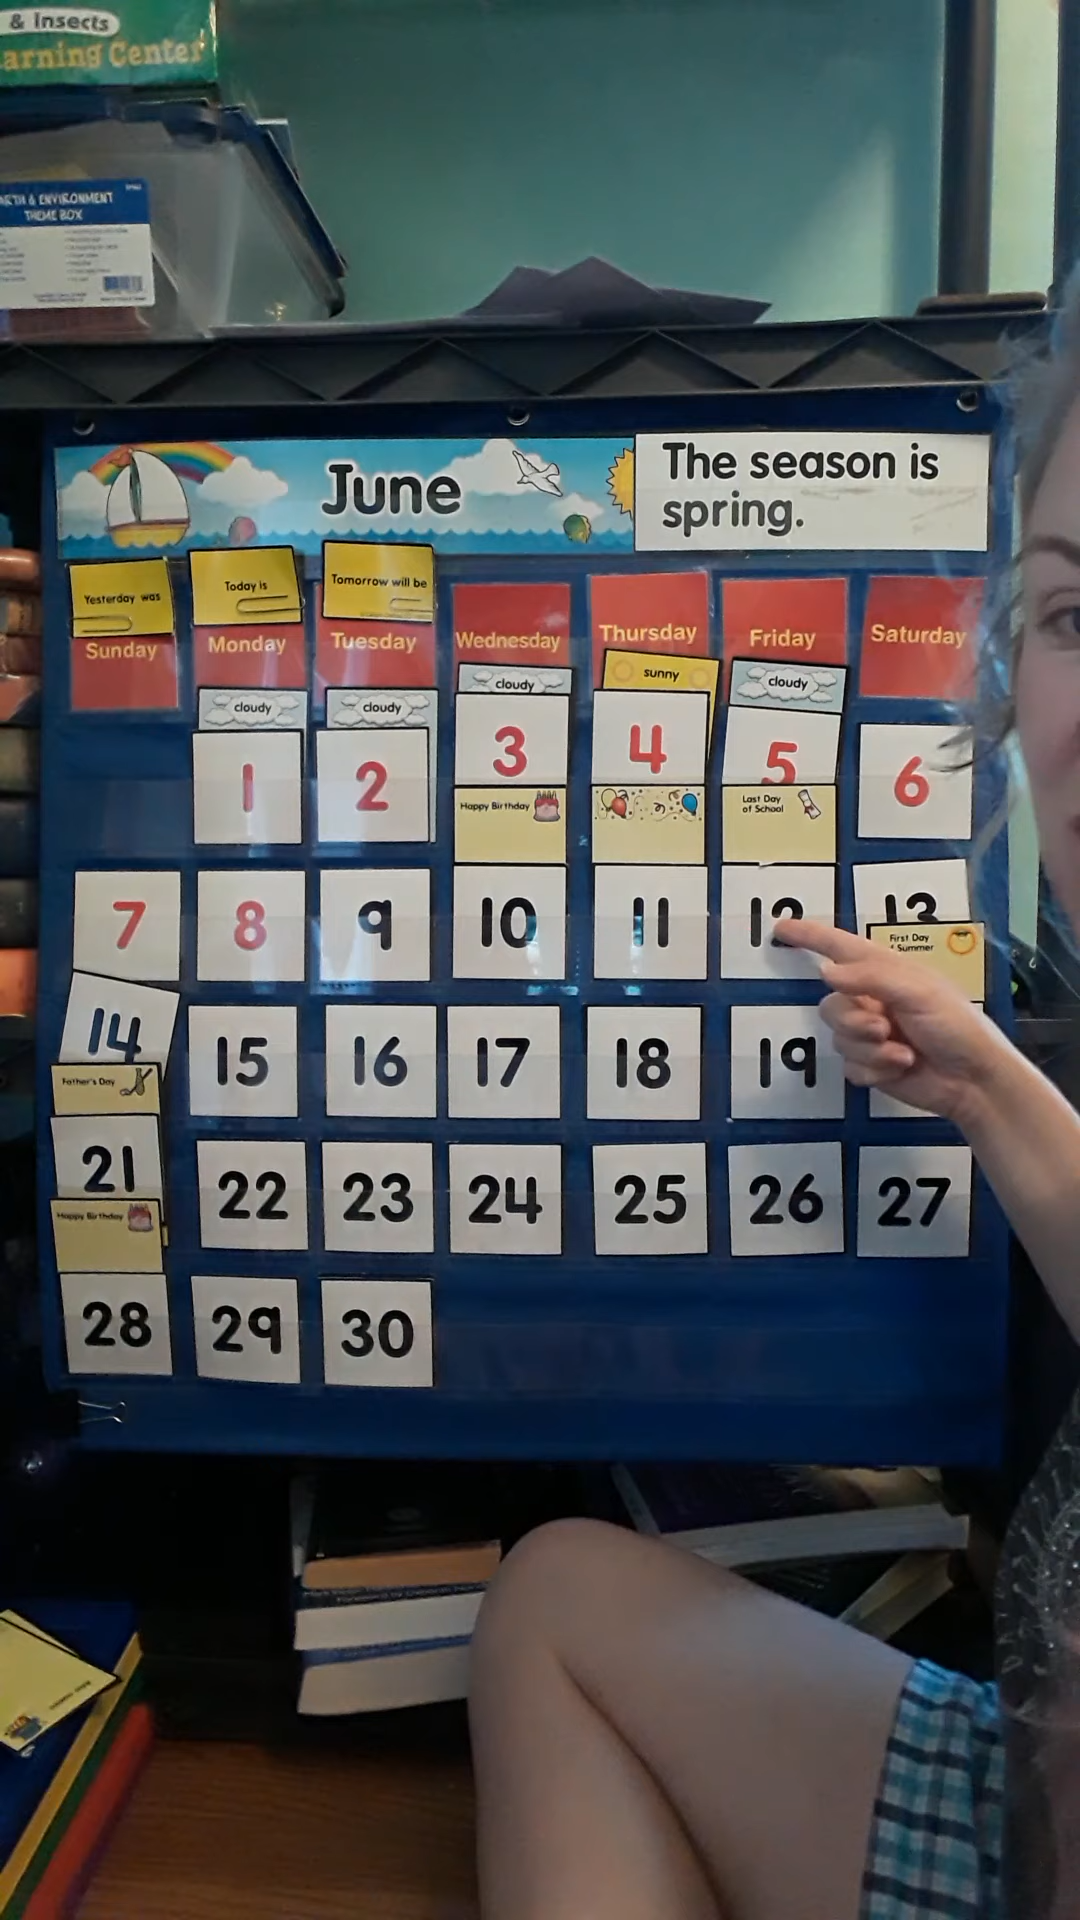 & Insects
arning Center
ARTH & ENVIRONMENT
THEME BOX
June
The season is
spring.
Yesterday was
Today is
Tomorrow will be
Sunday
Monday
Tuesday
Wednesday
Thursday
Friday
Saturday
cloudy
cloudy
cloudy
sunny
cloudy
1
2
3
4
5
6
Happy Birthday
Last Day
of School
7
8
9
10
11
12
13
First Day
Summer
14
15
16
17
18
19
Father's Day
21
22
23
24
25
26
27
Happy Birthday
28
29
30